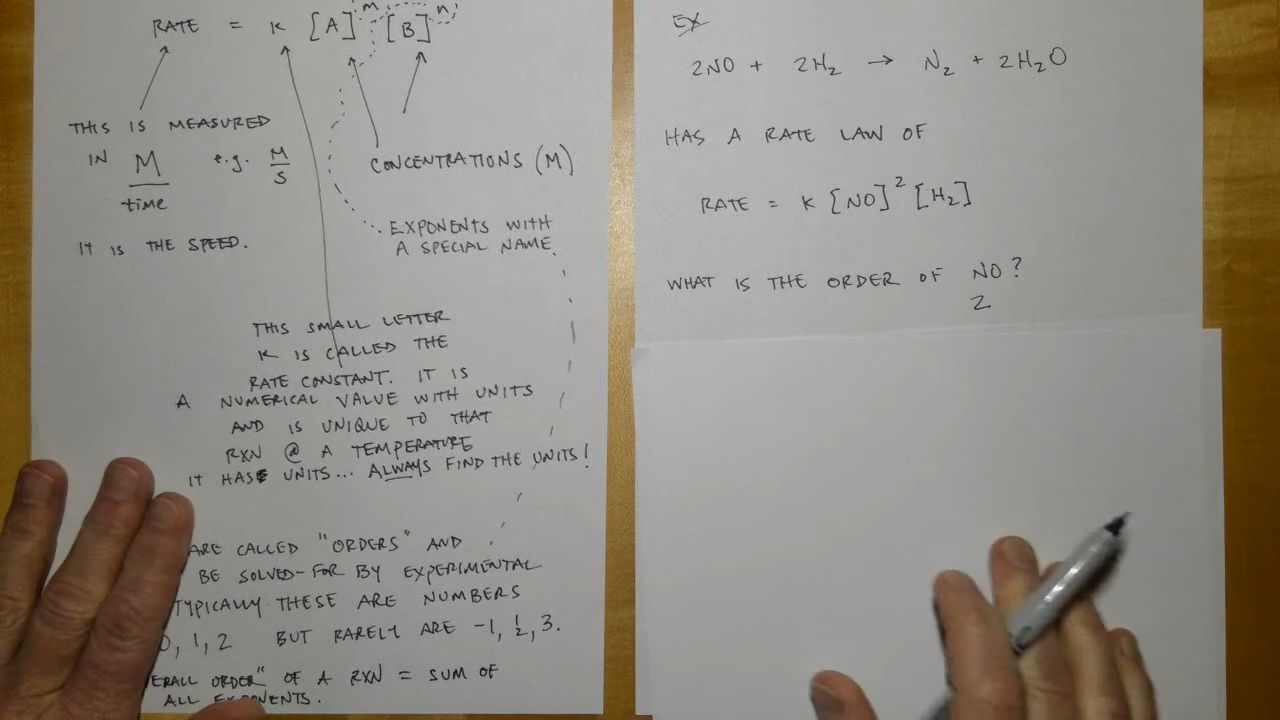 RATE = K [A]^m [B]^n
THIS IS MEASURED
IN M/time e.g. M/S
IT IS THE SPEED.
CONCENTRATIONS (M)
EXPONENTS WITH
A SPECIAL NAME.
THIS SMALL LETTER
K IS CALLED THE
RATE CONSTANT. IT IS
A NUMERICAL VALUE WITH UNITS
AND IS UNIQUE TO THAT
RXN @ A TEMPERATURE
IT HAS UNITS... ALWAYS FIND THE UNITS!
ARE CALLED "ORDERS" AND
BE SOLVED-FOR BY EXPERIMENTAL
TYPICALLY THESE ARE NUMBERS
0, 1, 2 BUT RARELY ARE -1, ½, 3.
ERALL ORDER" OF A RXN = SUM OF
ALL EXPONENTS.
EX
2NO + 2H₂ → N₂ + 2H₂O
HAS A RATE LAW OF
RATE = K [NO]² [H₂]
WHAT IS THE ORDER OF NO?
2